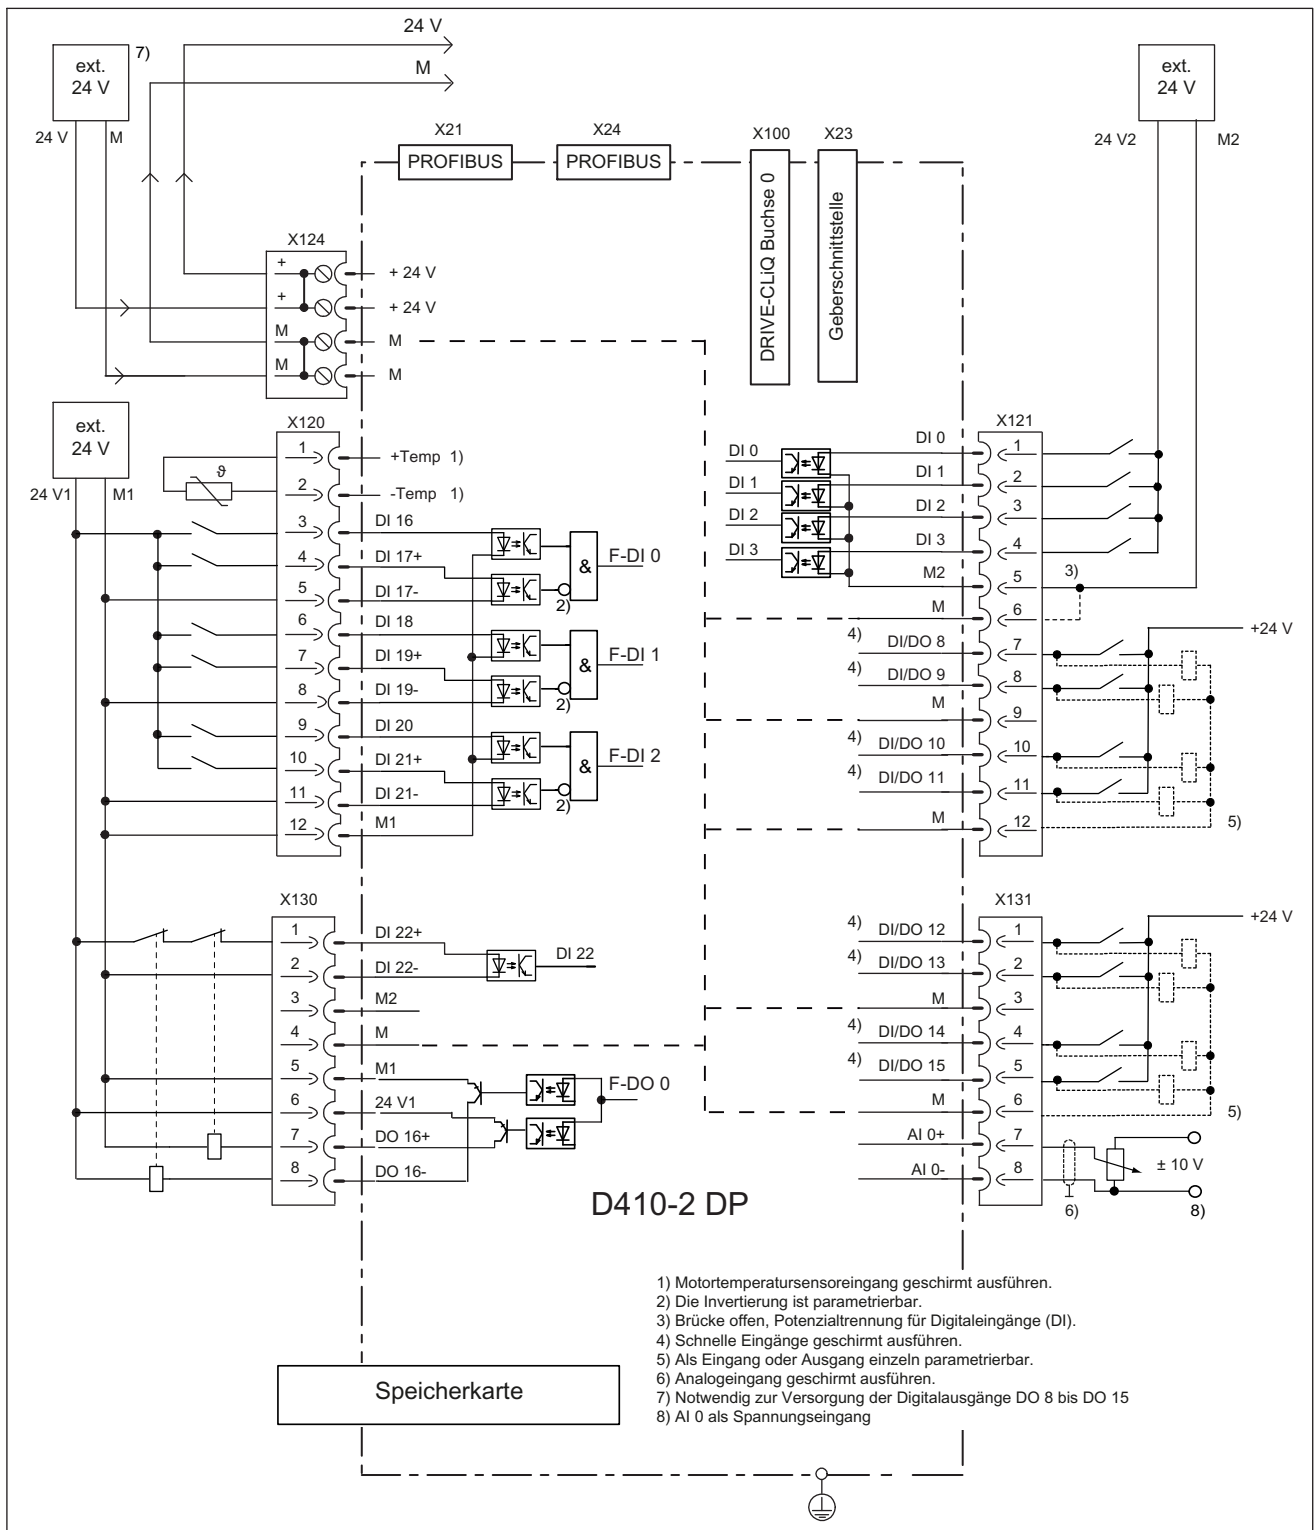 24 V
M
ext.
24 V
7)
24 V
M
ext.
24 V
24 V2
M2
X21
PROFIBUS
X24
PROFIBUS
X100
DRIVE-CLiQ Buchse 0
X23
Geberschnittstelle
X124
+
+ 24 V
+
+ 24 V
M
M
M
M
ext.
24 V
24 V1
M1
X120
ϑ
1
+Temp 1)
2
-Temp 1)
3
DI 16
4
DI 17+
5
DI 17-
6
DI 18
7
DI 19+
8
DI 19-
9
DI 20
10
DI 21+
11
DI 21-
12
M1
&
F-DI 0
2)
&
F-DI 1
2)
&
F-DI 2
2)
X130
1
DI 22+
2
DI 22-
DI 22
3
M2
4
M
5
M1
6
24 V1
7
DO 16+
8
DO 16-
F-DO 0
X121
DI 0
DI 0
1
DI 1
DI 1
2
DI 2
DI 2
3
DI 3
DI 3
4
M2
5
3)
M
6
+24 V
4)
DI/DO 8
7
4)
DI/DO 9
8
M
9
4)
DI/DO 10
10
4)
DI/DO 11
11
M
12
5)
X131
+24 V
4)
DI/DO 12
1
4)
DI/DO 13
2
M
3
4)
DI/DO 14
4
4)
DI/DO 15
5
M
6
5)
AI 0+
7
AI 0-
8
± 10 V
6)
8)
D410-2 DP
1) Motortemperatursensoreingang geschirmt ausführen.
2) Die Invertierung ist parametrierbar.
3) Brücke offen, Potenzialtrennung für Digitaleingänge (DI).
4) Schnelle Eingänge geschirmt ausführen.
5) Als Eingang oder Ausgang einzeln parametrierbar.
6) Analogeingang geschirmt ausführen.
7) Notwendig zur Versorgung der Digitalausgänge DO 8 bis DO 15
8) AI 0 als Spannungseingang
Speicherkarte